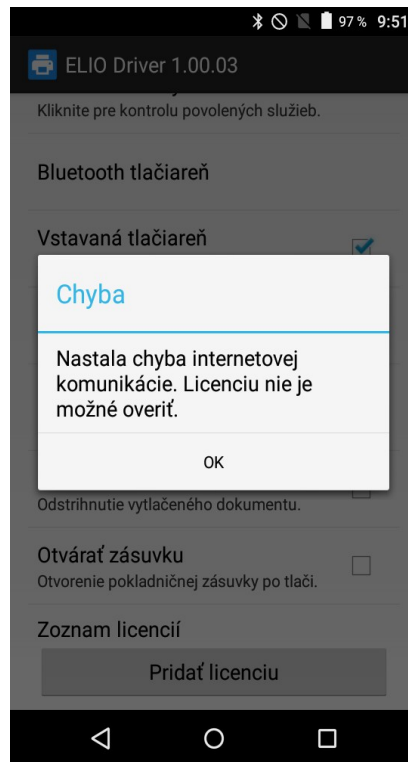 97 % 9:51
ELIO Driver 1.00.03
Kliknite pre kontrolu povolených služieb.
Bluetooth tlačiareň
Vstavaná tlačiareň
Chyba
Nastala chyba internetovej
komunikácie. Licenciu nie je
možné overiť.
OK
Odstrihnutie vytlačeného dokumentu.
Otvárať zásuvku
Otvorenie pokladničnej zásuvky po tlači.
Zoznam licencií
Pridať licenciu